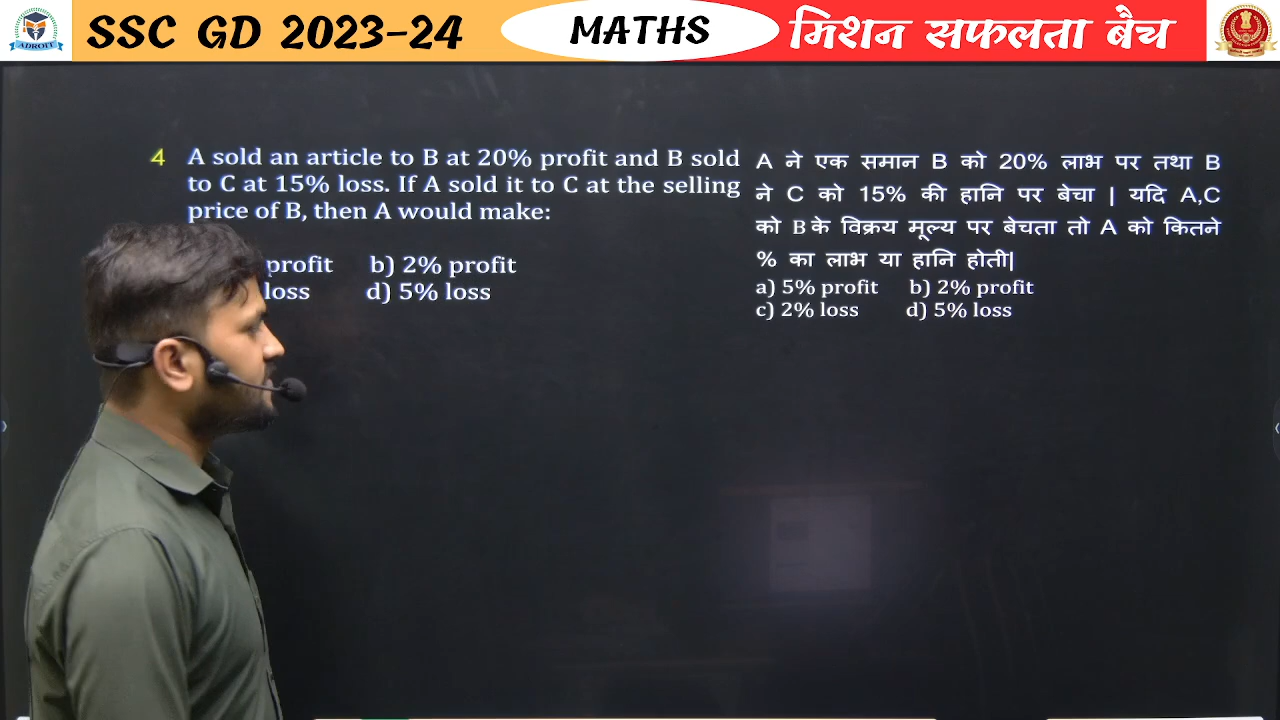 SSC GD 2023-24
MATHS
मिशन सफलता बैच
ADROIT
4 A sold an article to B at 20% profit and B sold
to C at 15% loss. If A sold it to C at the selling
price of B, then A would make:
profit b) 2% profit
loss d) 5% loss
A ने एक समान B को 20% लाभ पर तथा B
ने C को 15% की हानि पर बेचा | यदि A,C
को B के विक्रय मूल्य पर बेचता तो A को कितने
% का लाभ या हानि होती|
a) 5% profit b) 2% profit
c) 2% loss d) 5% loss